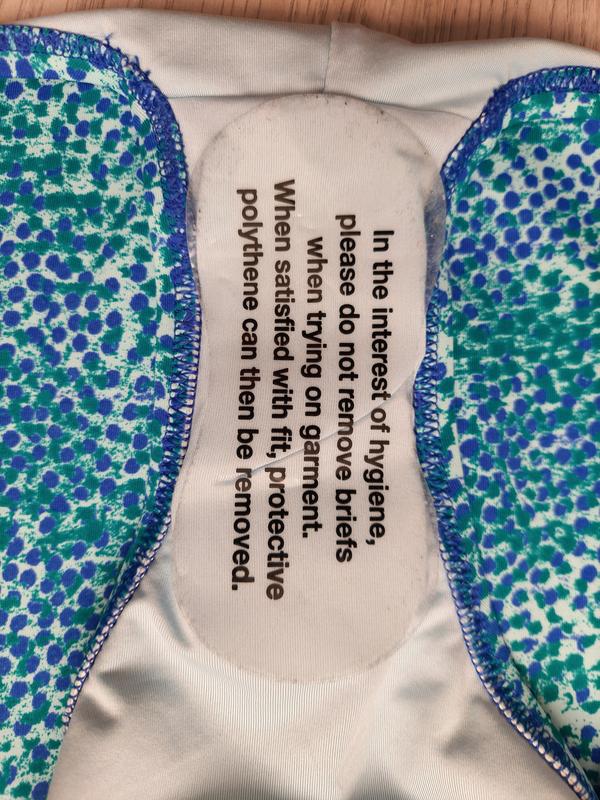 In the interest of hygiene,
please do not remove briefs
when trying on garment.
When satisfied with fit, protective
polythene can then be removed.